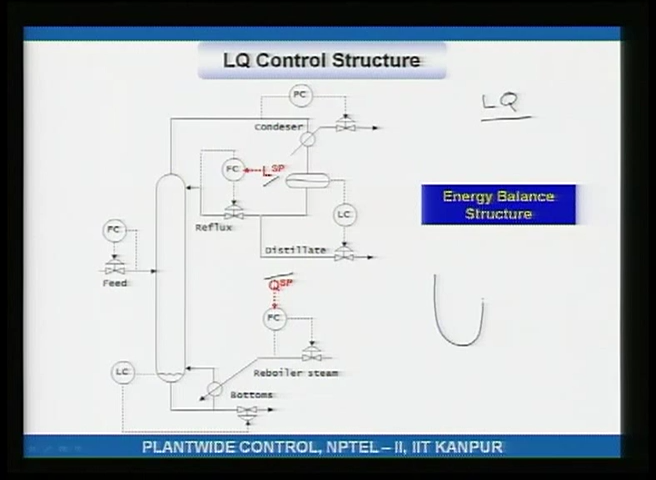 LQ Control Structure
PC
LQ
Condeser
FC
L SP
Energy Balance
Structure
LC
Reflux
FC
Distillate
Feed
Q SP
FC
LC
Reboiler steam
Bottoms
PLANTWIDE CONTROL, NPTEL – II, IIT KANPUR